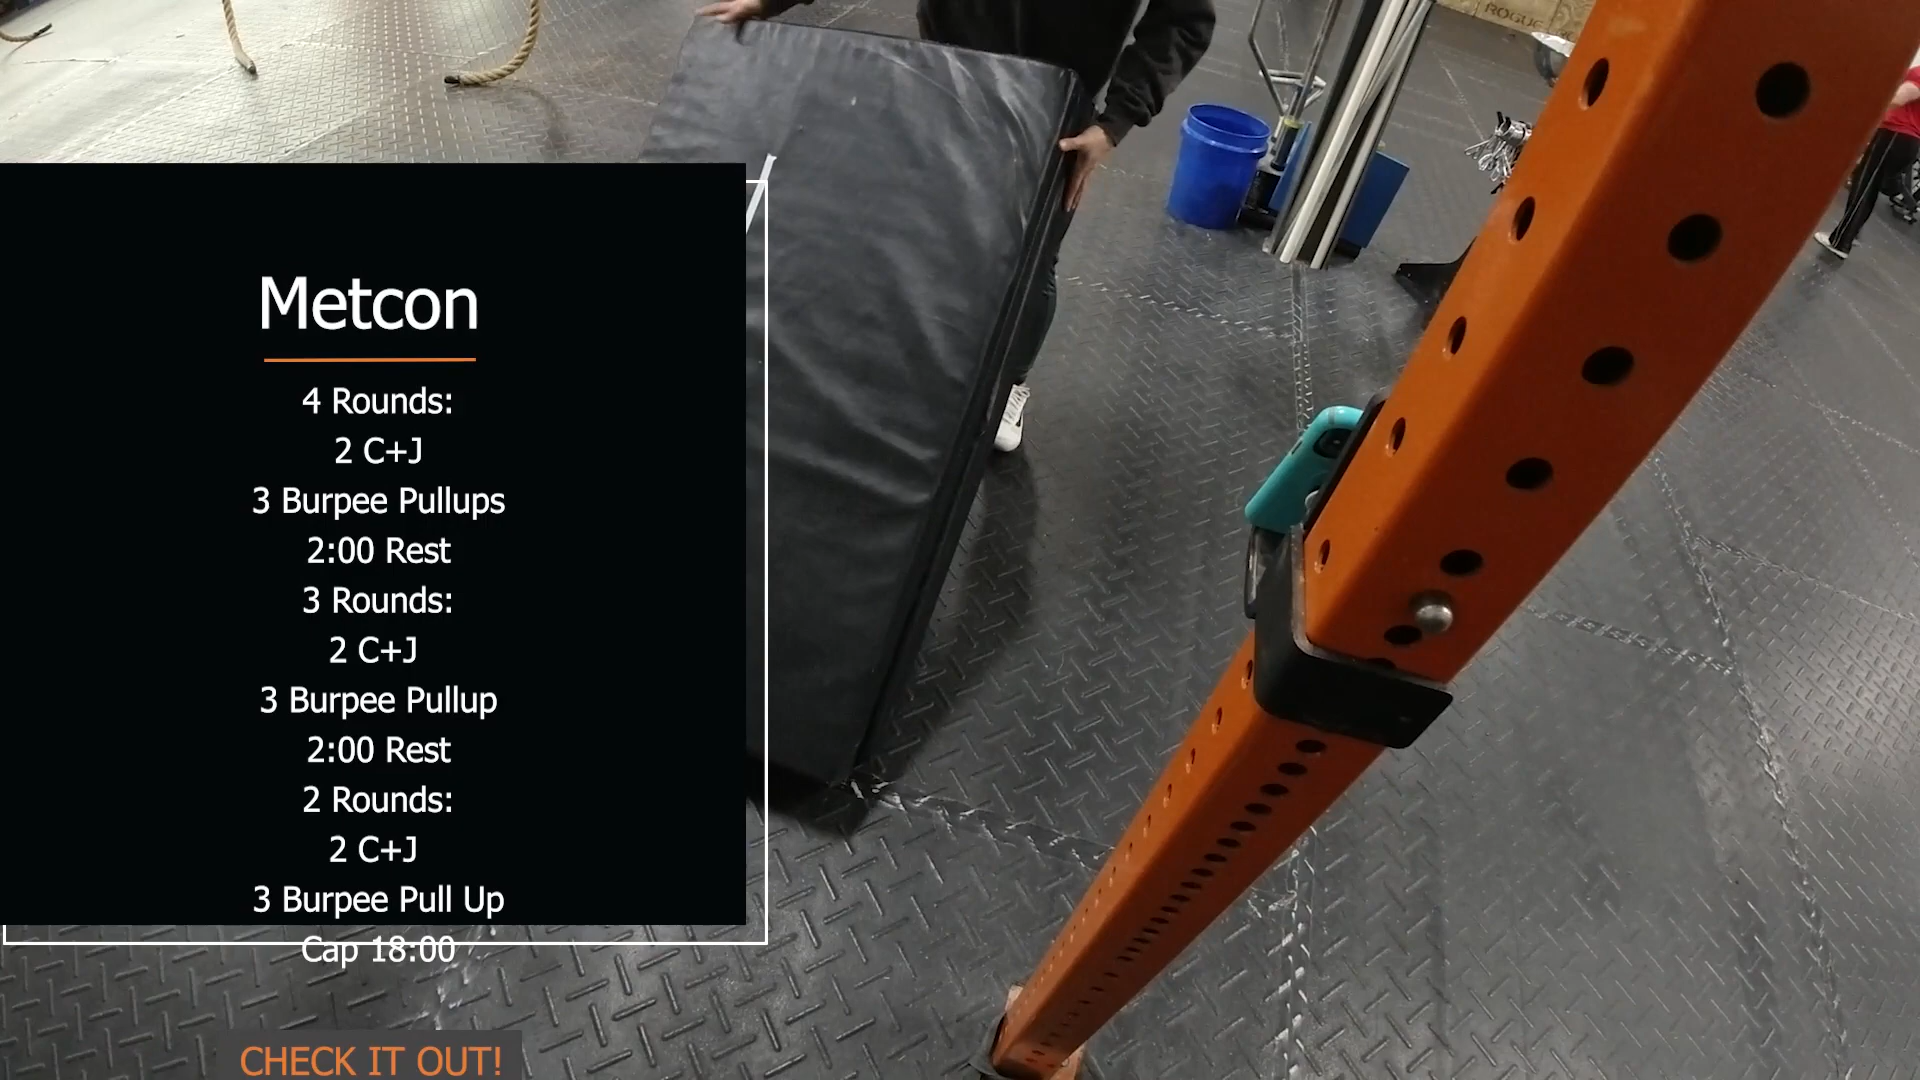 ROGUE
Metcon
4 Rounds:
2 C+J
3 Burpee Pullups
2:00 Rest
3 Rounds:
2 C+J
3 Burpee Pullup
2:00 Rest
2 Rounds:
2 C+J
3 Burpee Pull Up
Cap 18:00
CHECK IT OUT!